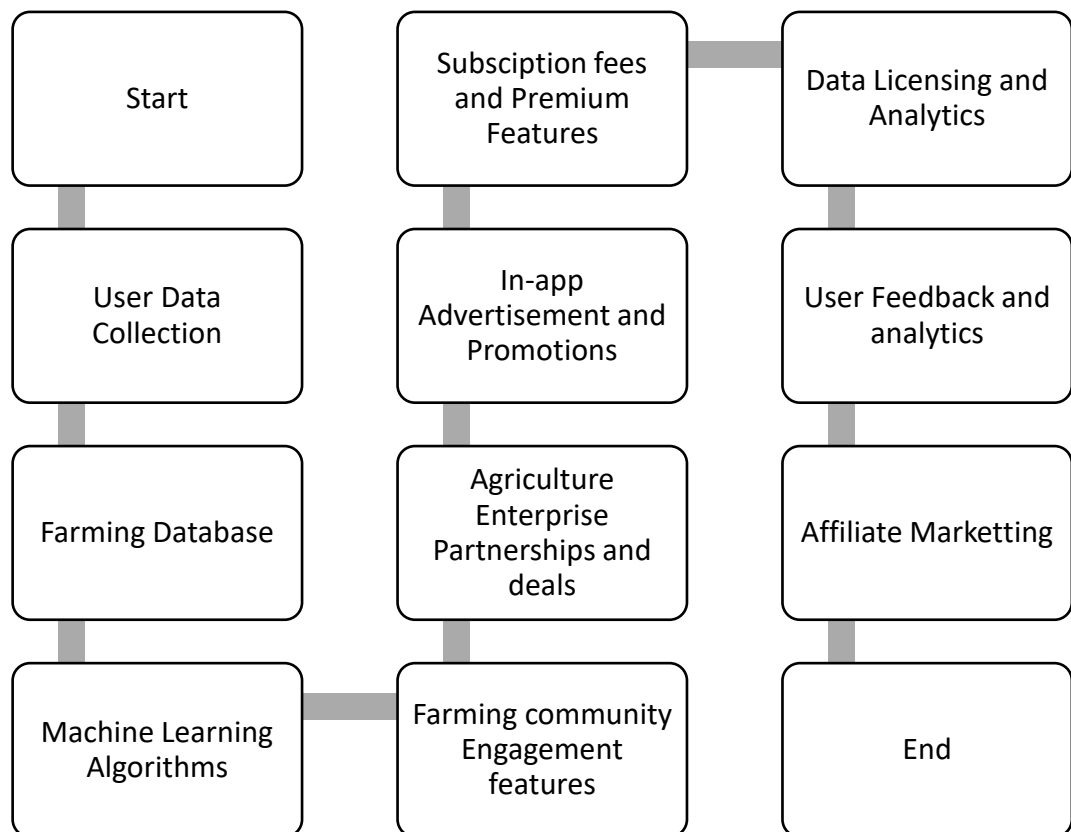 Start
User Data
Collection
Farming Database
Machine Learning
Algorithms
Farming community
Engagement
features
Agriculture
Enterprise
Partnerships and
deals
In-app
Advertisement and
Promotions
Subsciption fees
and Premium
Features
Data Licensing and
Analytics
User Feedback and
analytics
Affiliate Marketting
End